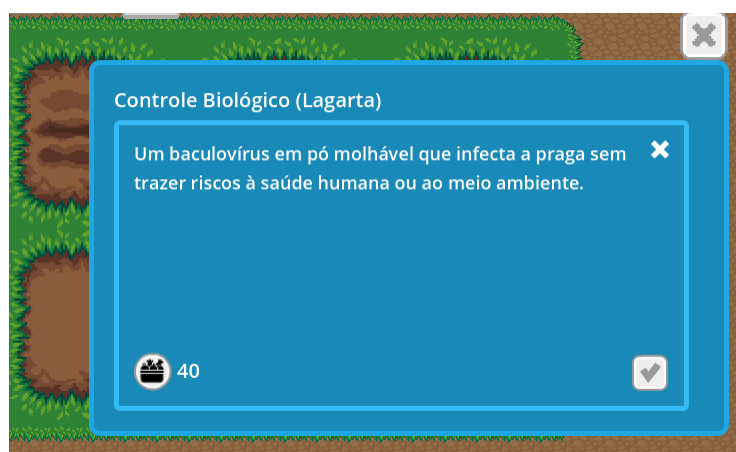 Controle Biológico (Lagarta)
Um baculovírus em pó molhável que infecta a praga sem
trazer riscos à saúde humana ou ao meio ambiente.
40